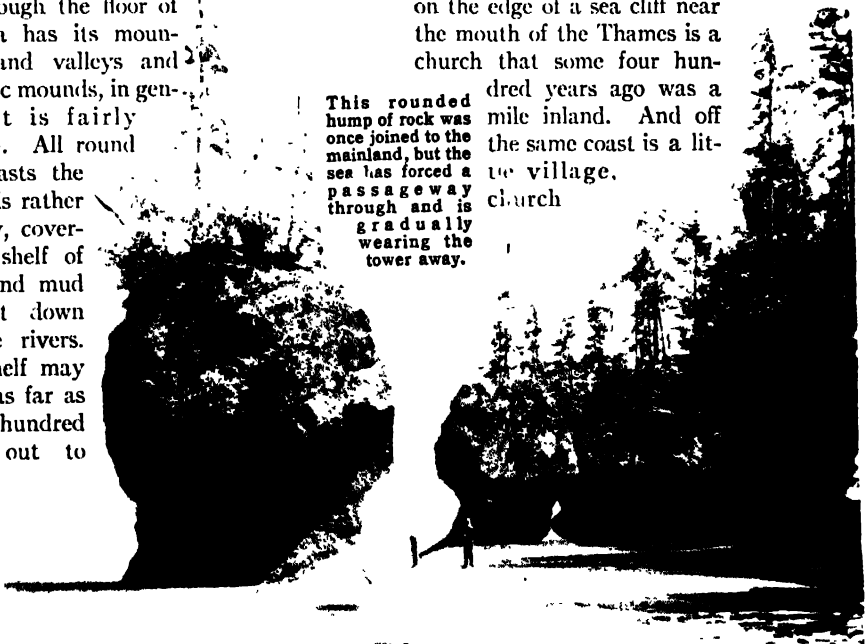 ough the floor of
a has its moun-
and valleys and
c mounds, in gen-
t is fairly
. All round
asts the
is rather
y, cover-
shelf of
nd mud
t down
e rivers.
helf may
as far as
hundred
out to
This rounded
hump of rock was
once joined to the
mainland, but the
sea has forced a
passageway
through and is
gradually
wearing the
tower away.
on the edge of a sea cliff near
the mouth of the Thames is a
church that some four hun-
dred years ago was a
mile inland. And off
the same coast is a lit-
tle village,
church